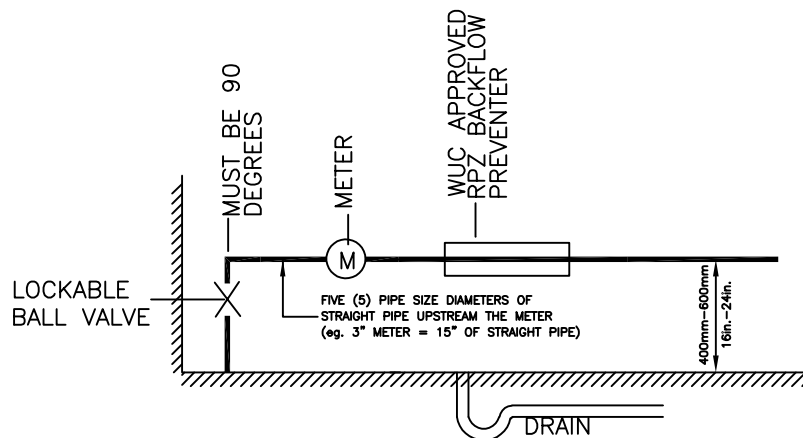 MUST BE 90
DEGREES
METER
WUC APPROVED
RPZ BACKFLOW
PREVENTER
M
LOCKABLE
BALL VALVE
FIVE (5) PIPE SIZE DIAMETERS OF
STRAIGHT PIPE UPSTREAM THE METER
(eg. 3" METER = 15" OF STRAIGHT PIPE)
400mm-600mm
16in.-24in.
DRAIN